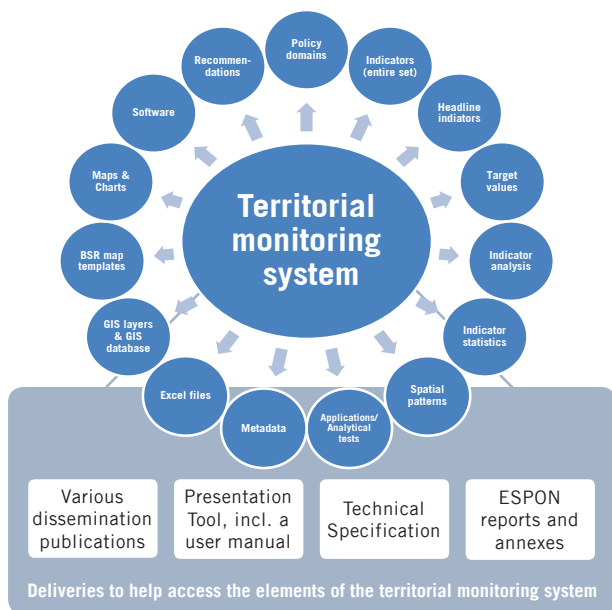 Policy
domains
Indicators
(entire set)
Headline
indiators
Target
values
Indicator
analysis
Indicator
statistics
Spatial
patterns
Applications/
Analytical
tests
Metadata
Excel files
GIS layers
& GIS
database
BSR map
templates
Maps &
Charts
Software
Recommen-
dations
Territorial
monitoring
system
Various
dissemination
publications
Presentation
Tool, incl. a
user manual
Technical
Specification
ESPON
reports and
annexes
Deliveries to help access the elements of the territorial monitoring system